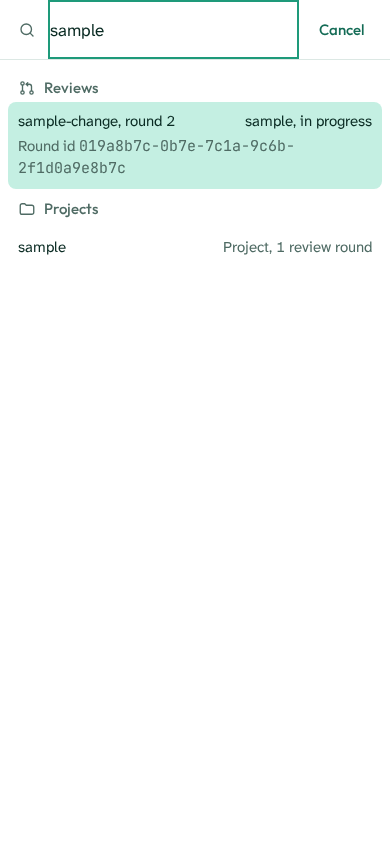 sample
Cancel
Reviews
sample-change, round 2 sample, in progress
Round id 019a8b7c-0b7e-7c1a-9c6b-
2f1d0a9e8b7c
Projects
sample Project, 1 review round